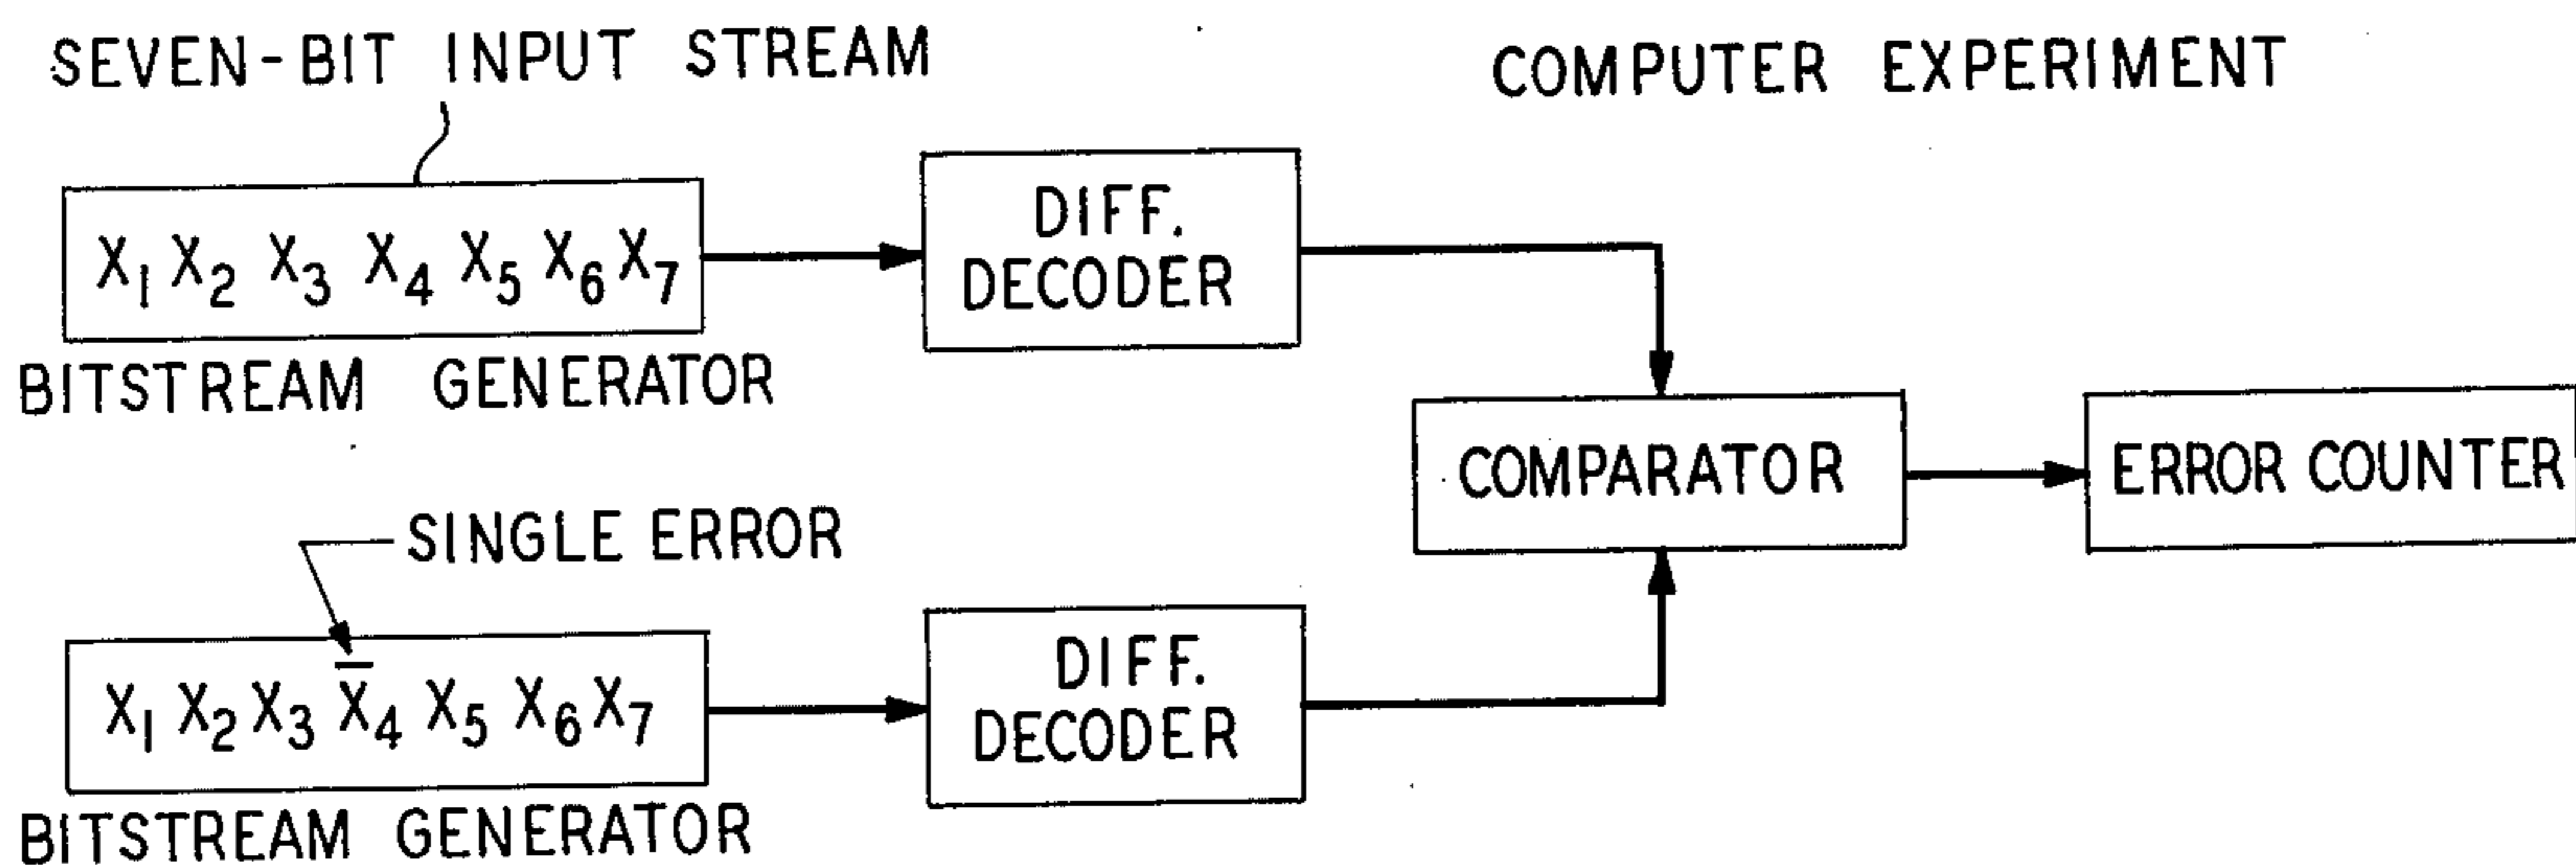 SEVEN-BIT INPUT STREAM
COMPUTER EXPERIMENT
X₁ X₂ X₃ X₄ X₅ X₆ X₇
DIFF.
DECODER
BITSTREAM GENERATOR
COMPARATOR
ERROR COUNTER
SINGLE ERROR
X₁ X₂ X₃ X̅₄ X₅ X₆ X₇
DIFF.
DECODER
BITSTREAM GENERATOR